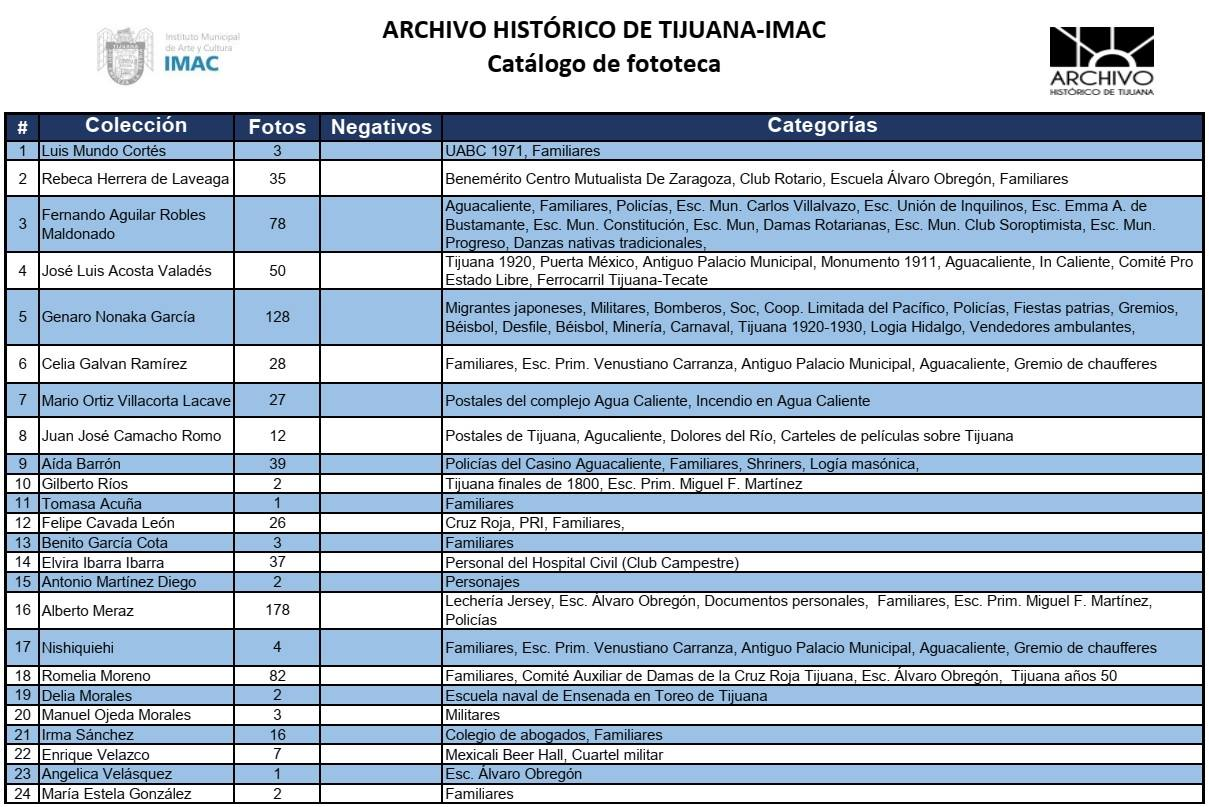 Instituto Municipal
de Arte y Cultura
IMAC
ARCHIVO HISTÓRICO DE TIJUANA-IMAC
Catálogo de fototeca
ARCHIVO
HISTÓRICO DE TIJUANA
# Colección Fotos Negativos Categorías
1 Luis Mundo Cortés 3 UABC 1971, Familiares
2 Rebeca Herrera de Laveaga 35 Benemérito Centro Mutualista De Zaragoza, Club Rotario, Escuela Álvaro Obregón, Familiares
3 Fernando Aguilar Robles
Maldonado 78 Aguacaliente, Familiares, Policías, Esc. Mun. Carlos Villalvazo, Esc. Unión de Inquilinos, Esc. Emma A. de
Bustamante, Esc. Mun. Constitución, Esc. Mun, Damas Rotarianas, Esc. Mun. Club Soroptimista, Esc. Mun.
Progreso, Danzas nativas tradicionales,
4 José Luis Acosta Valadés 50 Tijuana 1920, Puerta México, Antiguo Palacio Municipal, Monumento 1911, Aguacaliente, In Caliente, Comité Pro
Estado Libre, Ferrocarril Tijuana-Tecate
5 Genaro Nonaka García 128 Migrantes japoneses, Militares, Bomberos, Soc, Coop. Limitada del Pacífico, Policías, Fiestas patrias, Gremios,
Béisbol, Desfile, Béisbol, Minería, Carnaval, Tijuana 1920-1930, Logia Hidalgo, Vendedores ambulantes,
6 Celia Galvan Ramírez 28 Familiares, Esc. Prim. Venustiano Carranza, Antiguo Palacio Municipal, Aguacaliente, Gremio de chaufferes
7 Mario Ortiz Villacorta Lacave 27 Postales del complejo Agua Caliente, Incendio en Agua Caliente
8 Juan José Camacho Romo 12 Postales de Tijuana, Agucaliente, Dolores del Río, Carteles de películas sobre Tijuana
9 Aída Barrón 39 Policías del Casino Aguacaliente, Familiares, Shriners, Logía masónica,
10 Gilberto Ríos 2 Tijuana finales de 1800, Esc. Prim. Miguel F. Martínez
11 Tomasa Acuña 1 Familiares
12 Felipe Cavada León 26 Cruz Roja, PRI, Familiares,
13 Benito García Cota 3 Familiares
14 Elvira Ibarra Ibarra 37 Personal del Hospital Civil (Club Campestre)
15 Antonio Martínez Diego 2 Personajes
16 Alberto Meraz 178 Lechería Jersey, Esc. Álvaro Obregón, Documentos personales, Familiares, Esc. Prim. Miguel F. Martínez,
Policías
17 Nishiquiehi 4 Familiares, Esc. Prim. Venustiano Carranza, Antiguo Palacio Municipal, Aguacaliente, Gremio de chaufferes
18 Romelia Moreno 82 Familiares, Comité Auxiliar de Damas de la Cruz Roja Tijuana, Esc. Álvaro Obregón, Tijuana años 50
19 Delia Morales 2 Escuela naval de Ensenada en Toreo de Tijuana
20 Manuel Ojeda Morales 3 Militares
21 Irma Sánchez 16 Colegio de abogados, Familiares
22 Enrique Velazco 7 Mexicali Beer Hall, Cuartel militar
23 Angelica Velásquez 1 Esc. Álvaro Obregón
24 María Estela González 2 Familiares